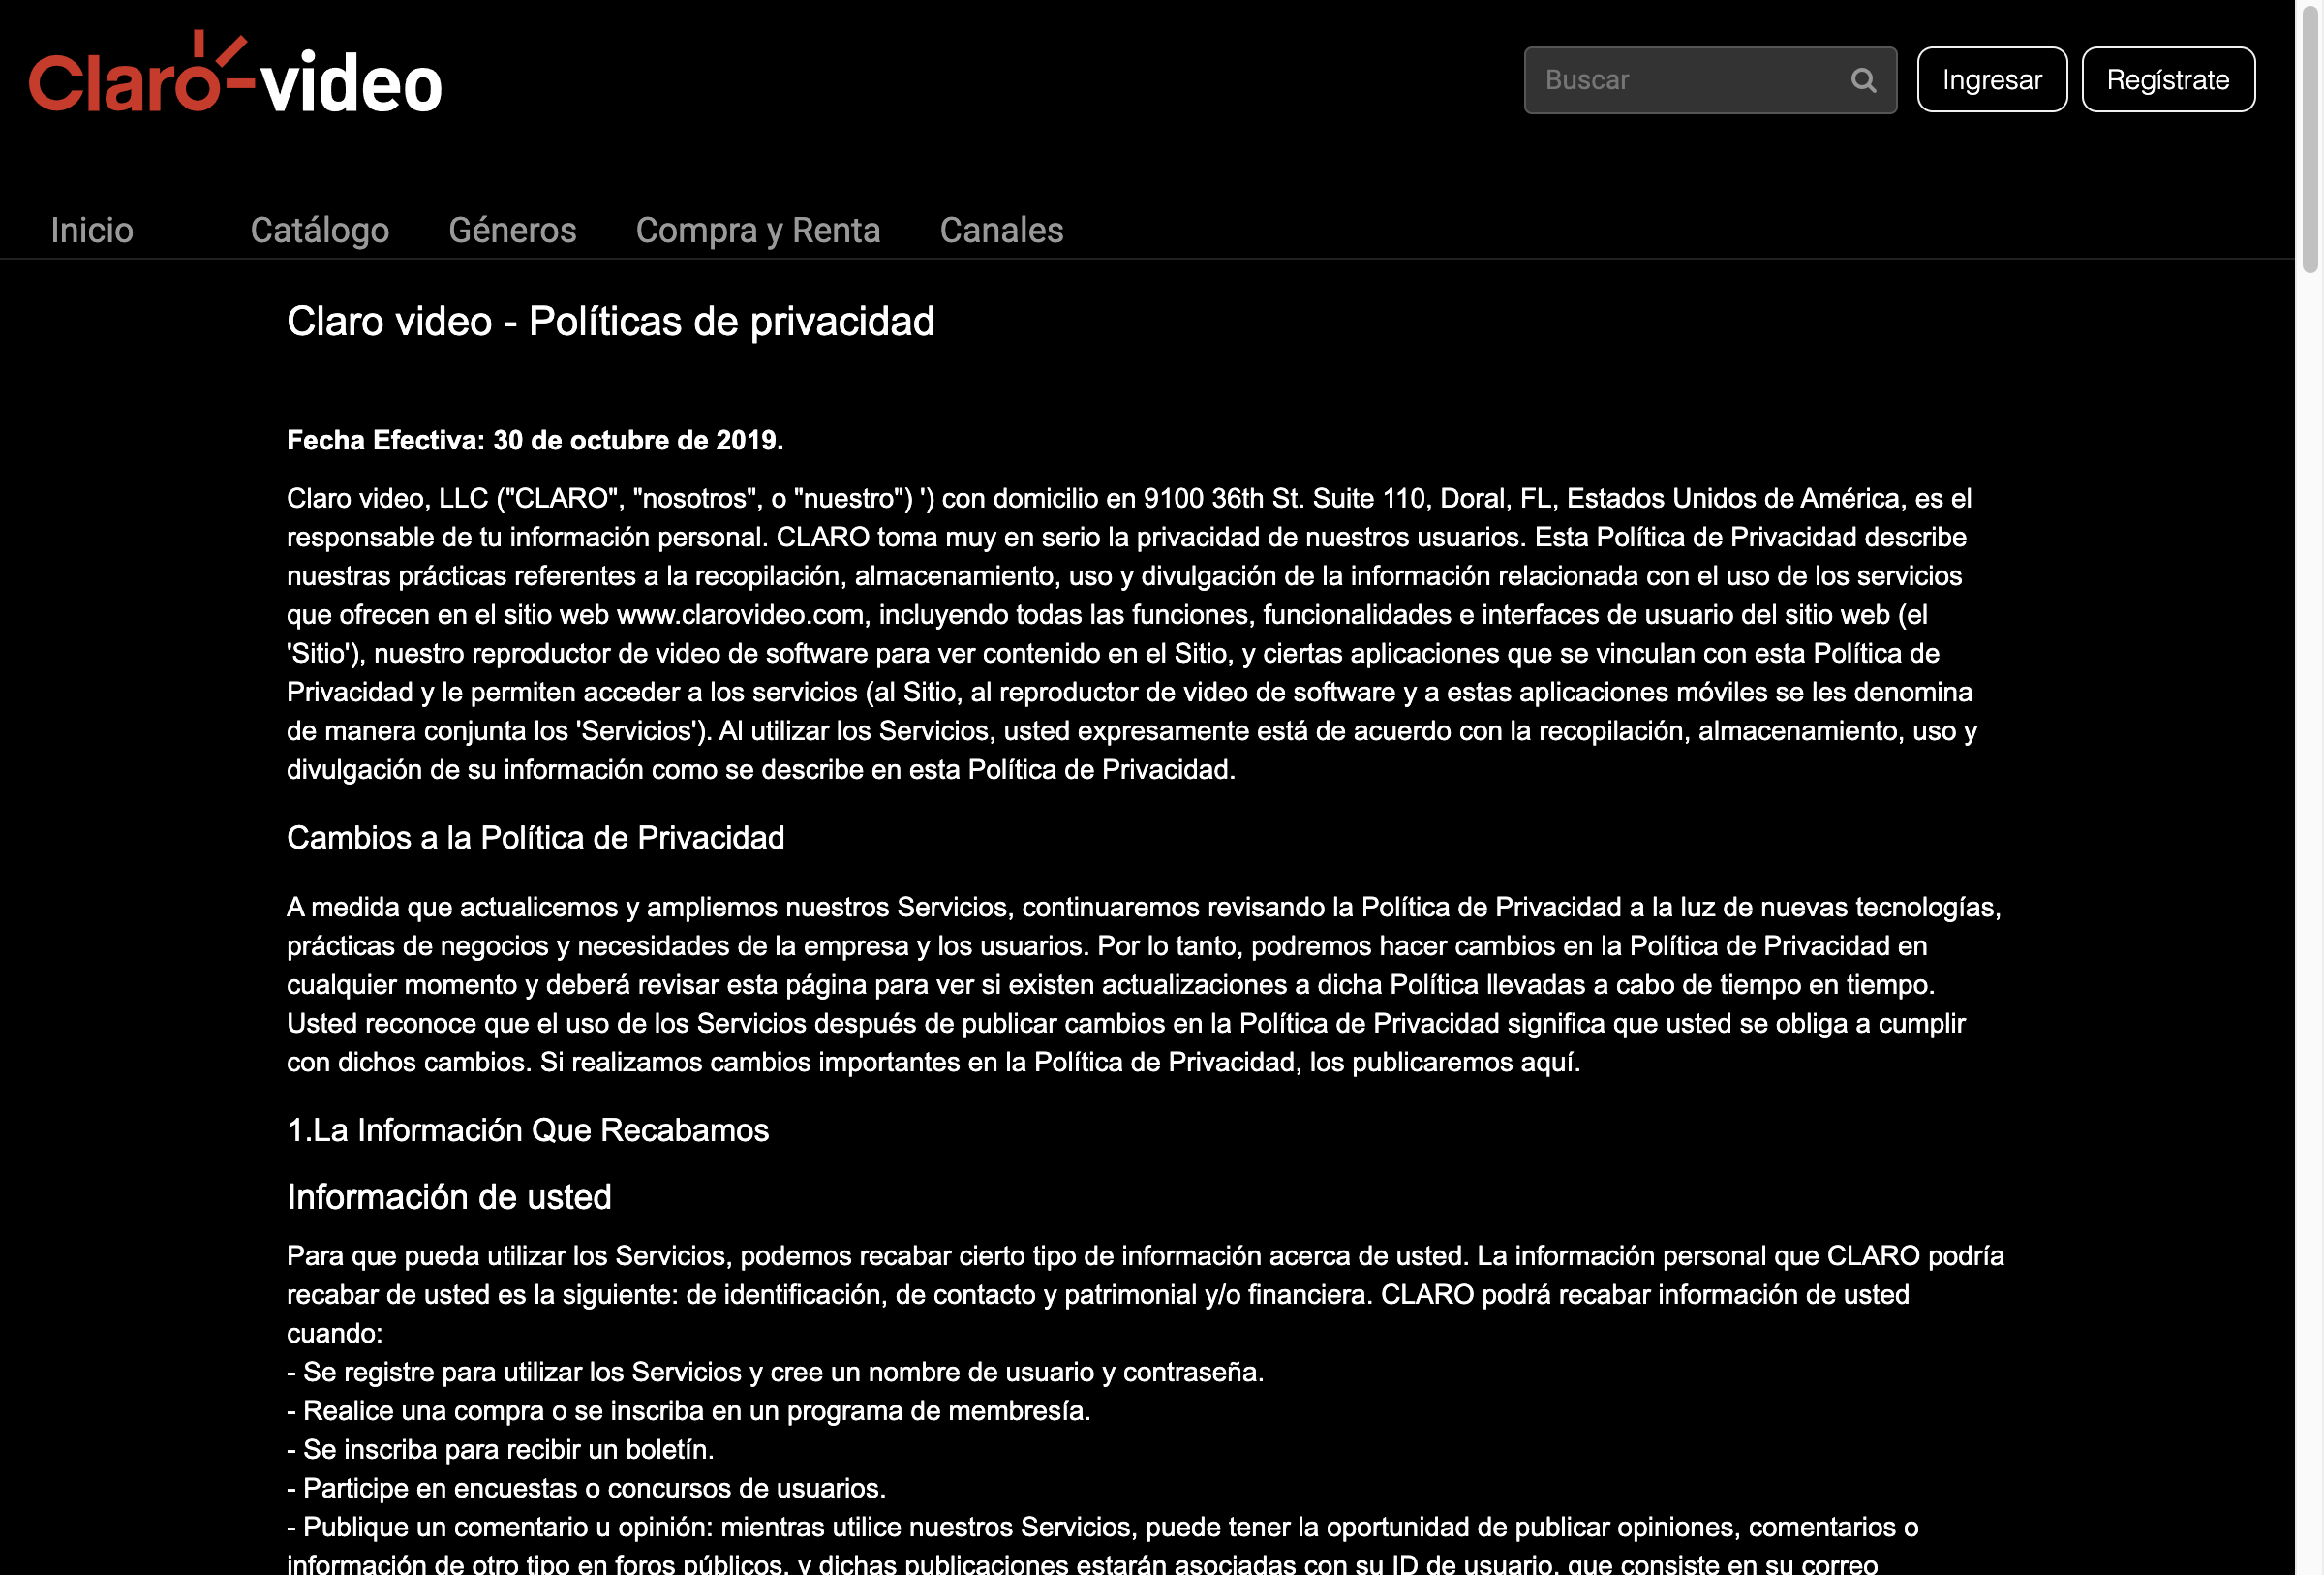 Claro-video
Buscar
Ingresar
Regístrate
Inicio
Catálogo
Géneros
Compra y Renta
Canales
Claro video - Políticas de privacidad
Fecha Efectiva: 30 de octubre de 2019.
Claro video, LLC ("CLARO", "nosotros", o "nuestro") ') con domicilio en 9100 36th St. Suite 110, Doral, FL, Estados Unidos de América, es el
responsable de tu información personal. CLARO toma muy en serio la privacidad de nuestros usuarios. Esta Política de Privacidad describe
nuestras prácticas referentes a la recopilación, almacenamiento, uso y divulgación de la información relacionada con el uso de los servicios
que ofrecen en el sitio web www.clarovideo.com, incluyendo todas las funciones, funcionalidades e interfaces de usuario del sitio web (el
'Sitio'), nuestro reproductor de video de software para ver contenido en el Sitio, y ciertas aplicaciones que se vinculan con esta Política de
Privacidad y le permiten acceder a los servicios (al Sitio, al reproductor de video de software y a estas aplicaciones móviles se les denomina
de manera conjunta los 'Servicios'). Al utilizar los Servicios, usted expresamente está de acuerdo con la recopilación, almacenamiento, uso y
divulgación de su información como se describe en esta Política de Privacidad.
Cambios a la Política de Privacidad
A medida que actualicemos y ampliemos nuestros Servicios, continuaremos revisando la Política de Privacidad a la luz de nuevas tecnologías,
prácticas de negocios y necesidades de la empresa y los usuarios. Por lo tanto, podremos hacer cambios en la Política de Privacidad en
cualquier momento y deberá revisar esta página para ver si existen actualizaciones a dicha Política llevadas a cabo de tiempo en tiempo.
Usted reconoce que el uso de los Servicios después de publicar cambios en la Política de Privacidad significa que usted se obliga a cumplir
con dichos cambios. Si realizamos cambios importantes en la Política de Privacidad, los publicaremos aquí.
1.La Información Que Recabamos
Información de usted
Para que pueda utilizar los Servicios, podemos recabar cierto tipo de información acerca de usted. La información personal que CLARO podría
recabar de usted es la siguiente: de identificación, de contacto y patrimonial y/o financiera. CLARO podrá recabar información de usted
cuando:
- Se registre para utilizar los Servicios y cree un nombre de usuario y contraseña.
- Realice una compra o se inscriba en un programa de membresía.
- Se inscriba para recibir un boletín.
- Participe en encuestas o concursos de usuarios.
- Publique un comentario u opinión: mientras utilice nuestros Servicios, puede tener la oportunidad de publicar opiniones, comentarios o
información de otro tipo en foros públicos, y dichas publicaciones estarán asociadas con su ID de usuario, que consiste en su correo